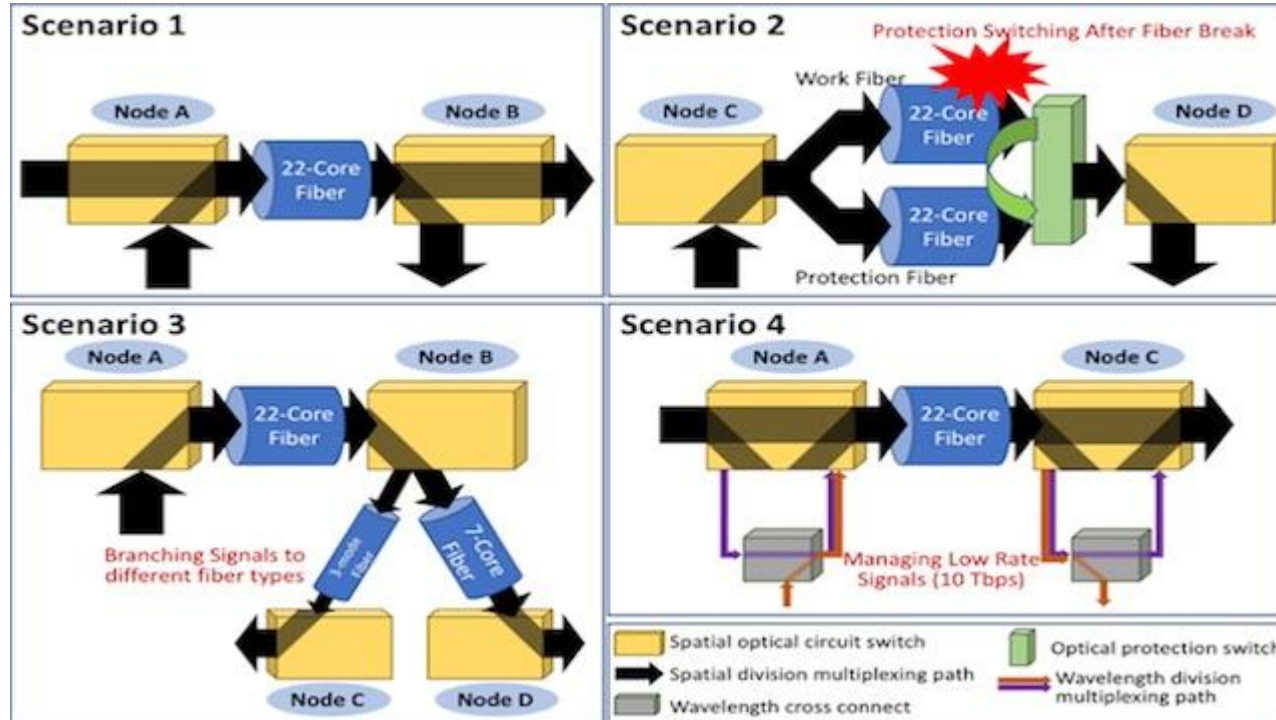 Scenario 1
Node A
Node B
22-Core
Fiber
Scenario 2
Protection Switching After Fiber Break
Work Fiber
Node C
Node D
22-Core
Fiber
22-Core
Fiber
Protection Fiber
Scenario 3
Node A
Node B
22-Core
Fiber
Branching Signals to
different fiber types
3-mode
Fiber
7-Core
Fiber
Node C
Node D
Scenario 4
Node A
Node C
22-Core
Fiber
Managing Low Rate
Signals (10 Tbps)
Spatial optical circuit switch
Spatial division multiplexing path
Wavelength cross connect
Optical protection switch
Wavelength division
multiplexing path